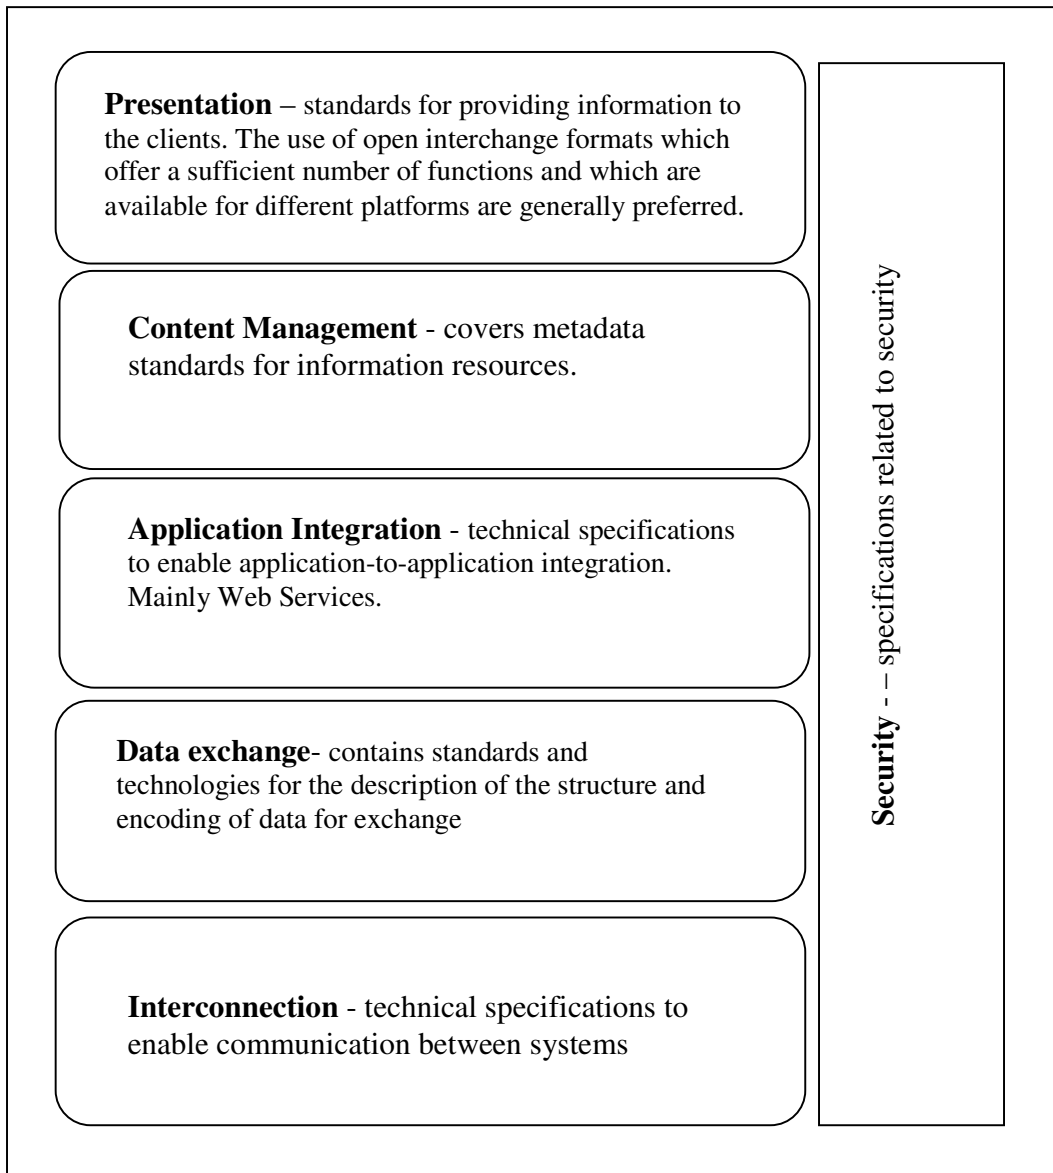 Presentation – standards for providing information to
the clients. The use of open interchange formats which
offer a sufficient number of functions and which are
available for different platforms are generally preferred.
Content Management - covers metadata
standards for information resources.
Application Integration - technical specifications
to enable application-to-application integration.
Mainly Web Services.
Data exchange- contains standards and
technologies for the description of the structure and
encoding of data for exchange
Interconnection - technical specifications to
enable communication between systems
Security - – specifications related to security